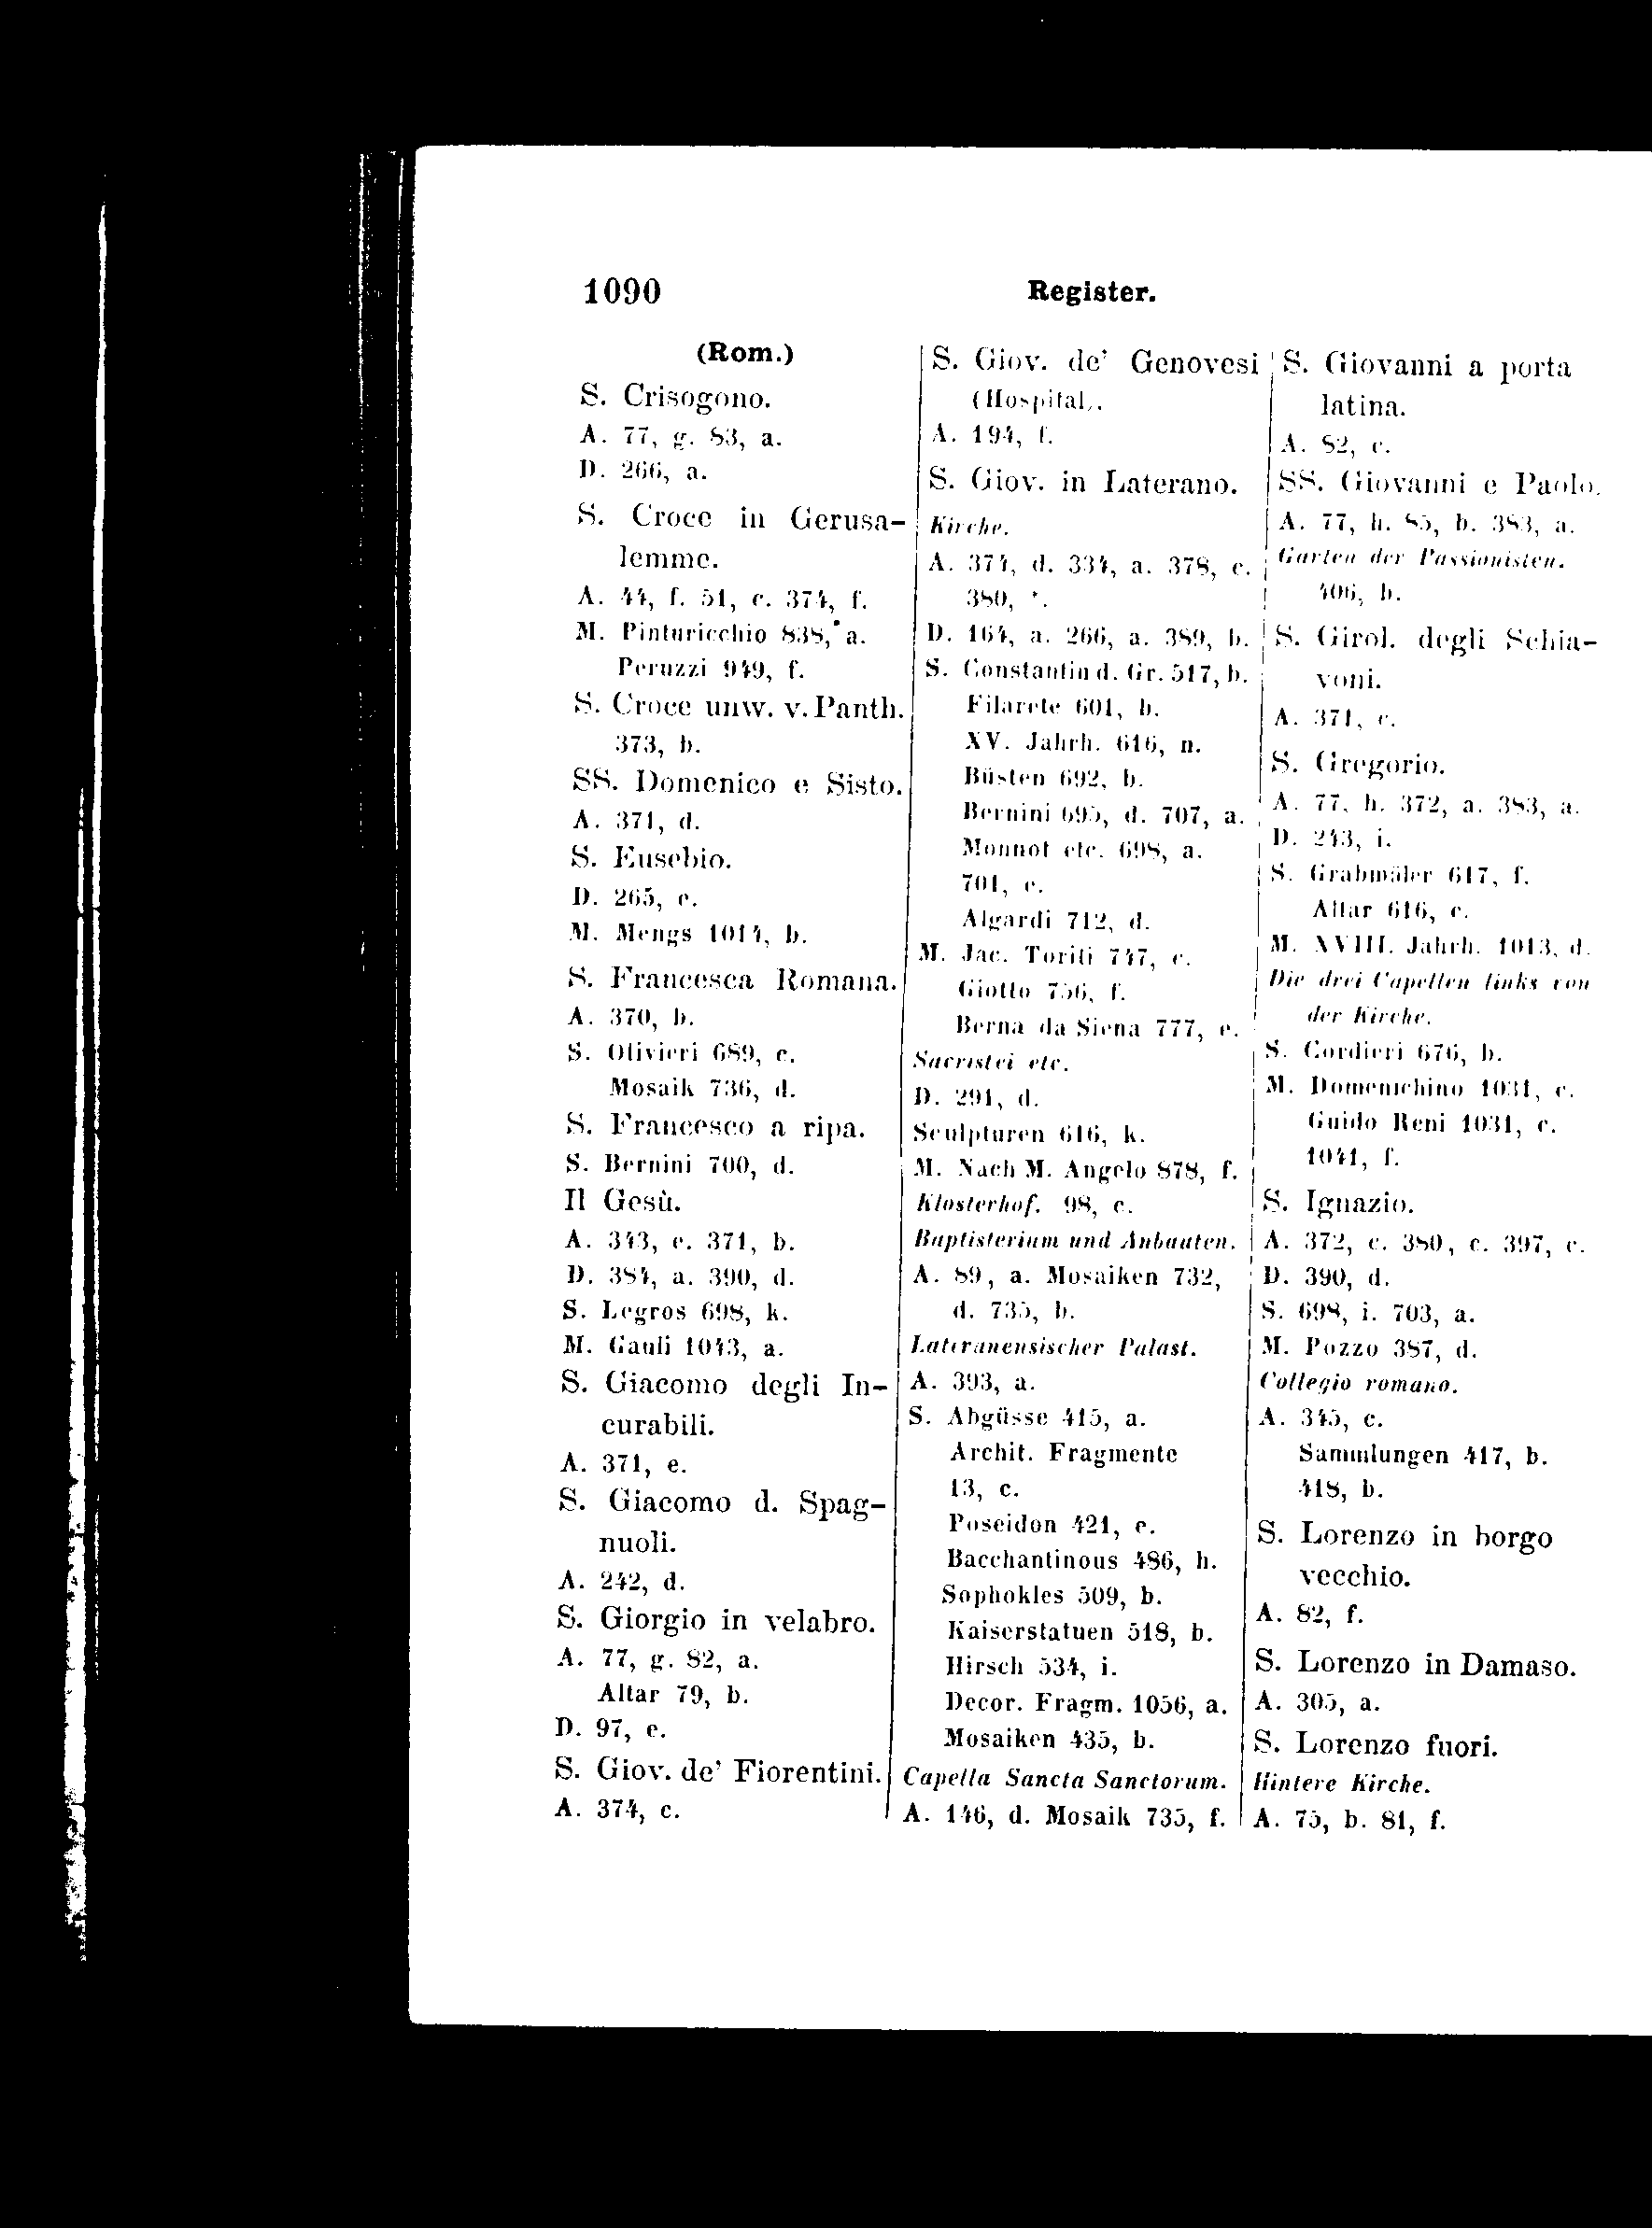 1090
Register.
(Rom.)
S. Crisogono.
A. 77, g. 83, a.
D. 266, a.
S. Croce in Gerusa-
lemme.
A. 44, f. 51, c. 374, f.
M. Pinturicchio 838, a.
Peruzzi 949, f.
S. Croce unw. v. Panth.
373, b.
SS. Domenico e Sisto.
A. 371, d.
S. Eusebio.
D. 265, e.
M. Mengs 1014, b.
S. Francesca Romana.
A. 370, b.
S. Olivieri 689, c.
Mosaik 736, d.
S. Francesco a ripa.
S. Bernini 700, d.
Il Gesù.
A. 343, e. 371, b.
D. 384, a. 390, d.
S. Legros 698, k.
M. Gauli 1043, a.
S. Giacomo degli In-
curabili.
A. 371, e.
S. Giacomo d. Spag-
nuoli.
A. 242, d.
S. Giorgio in velabro.
A. 77, g. 82, a.
Altar 79, b.
D. 97, e.
S. Giov. de' Fiorentini.
A. 374, c.
S. Giov. de' Genovesi
(Hospital).
A. 194, f.
S. Giov. in Laterano.
Kirche.
A. 374, d. 334, a. 378, e.
380, *.
D. 164, a. 266, a. 389, b.
S. Constantin d. Gr. 517, b.
Filarete 601, b.
XV. Jahrh. 616, n.
Büsten 692, b.
Bernini 695, d. 707, a.
Monnot etc. 698, a.
701, e.
Algardi 712, d.
M. Jac. Toriti 747, c.
Giotto 756, f.
Berna da Siena 777, e.
Sacristei etc.
D. 291, d.
Sculpturen 616, k.
M. Nach M. Angelo 878, f.
Klosterhof. 98, c.
Baptisterium und Anbauten.
A. 89, a. Mosaiken 732,
d. 735, b.
Lateranensischer Palast.
A. 393, a.
S. Abgüsse 415, a.
Archit. Fragmente
13, c.
Poseidon 421, e.
Bacchantinous 486, h.
Sophokles 509, b.
Kaiserstatuen 518, b.
Hirsch 534, i.
Decor. Fragm. 1056, a.
Mosaiken 435, b.
Capella Sancta Sanctorum.
A. 146, d. Mosaik 735, f.
S. Giovanni a porta
latina.
A. 82, c.
SS. Giovanni e Paolo.
A. 77, h. 85, b. 383, a.
Garten der Passionisten.
406, b.
S. Girol. degli Schia-
voni.
A. 371, c.
S. Gregorio.
A. 77, h. 372, a. 383, a.
D. 243, i.
S. Grabmäler 617, f.
Altar 616, c.
M. XVIII. Jahrh. 1013, d.
Die drei Capellen links von
der Kirche.
S. Cordieri 676, b.
M. Domenichino 1031, c.
Guido Reni 1031, c.
1041, f.
S. Ignazio.
A. 372, c. 380, c. 397, c.
D. 390, d.
S. 698, i. 703, a.
M. Pozzo 387, d.
Collegio romano.
A. 345, c.
Sammlungen 417, b.
418, b.
S. Lorenzo in borgo
vecchio.
A. 82, f.
S. Lorenzo in Damaso.
A. 305, a.
S. Lorenzo fuori.
Hintere Kirche.
A. 75, b. 81, f.